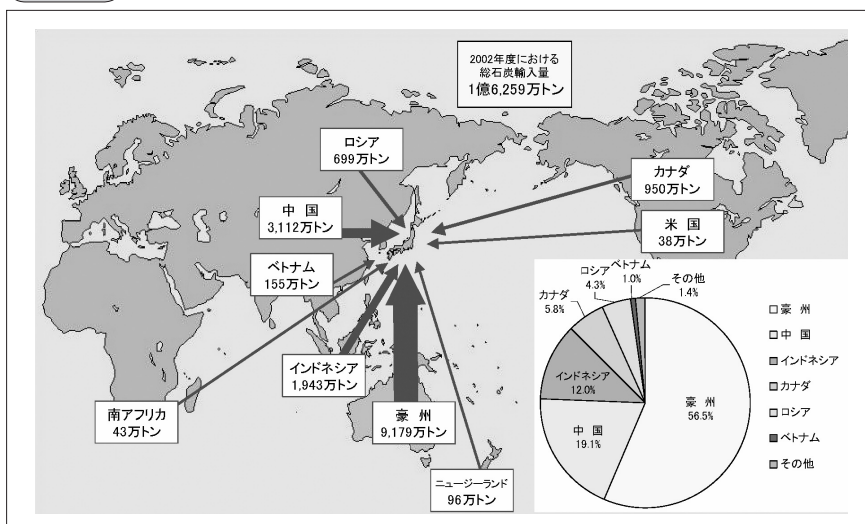 2002年度における
総石炭輸入量
1億6,259万トン
ロシア
699万トン
カナダ
950万トン
中 国
3,112万トン
米 国
38万トン
ベトナム
155万トン
インドネシア
1,943万トン
南アフリカ
43万トン
豪 州
9,179万トン
ニュージーランド
96万トン
ロシア
4.3%
ベトナム
1.0%
その他
1.4%
カナダ
5.8%
インドネシア
12.0%
中 国
19.1%
豪 州
56.5%
豪 州
中 国
インドネシア
カナダ
ロシア
ベトナム
その他